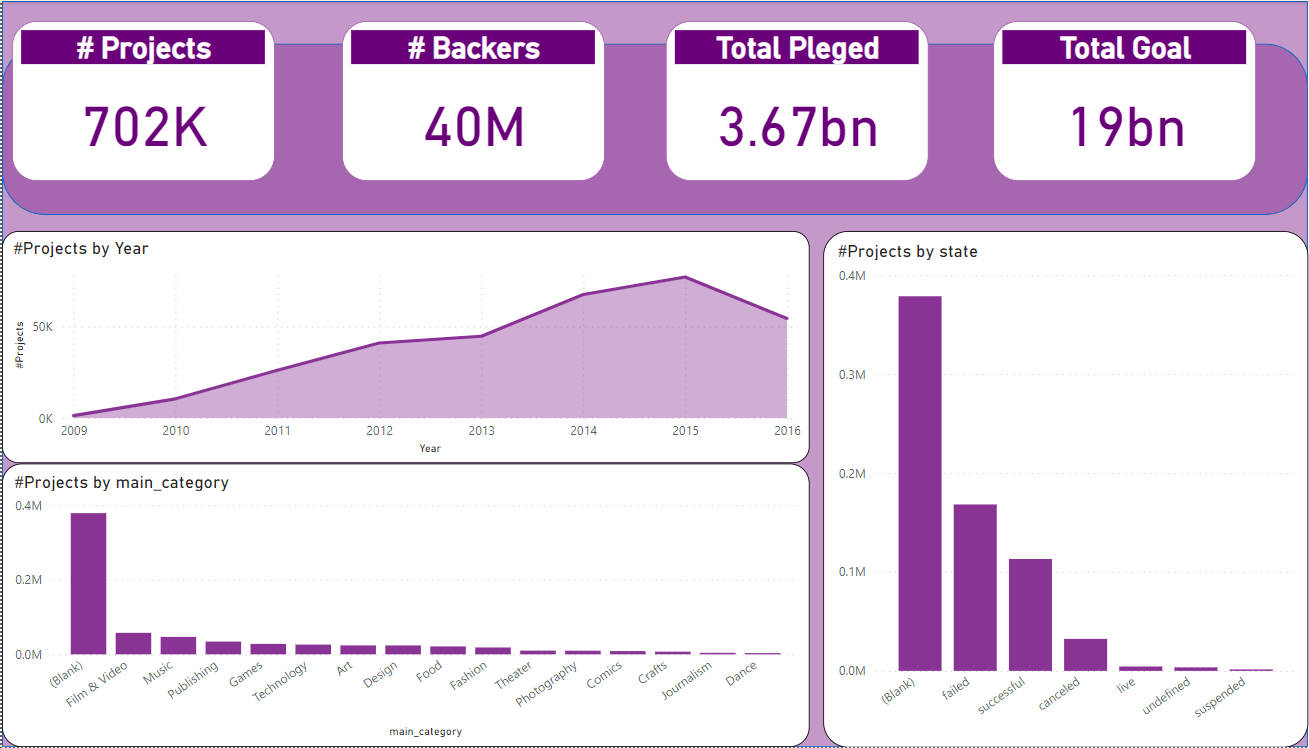 # Projects
# Backers
Total Pleged
Total Goal
702K
40M
3.67bn
19bn
#Projects by Year
#Projects
50K
0K
2009
2010
2011
2012
2013
2014
2015
2016
Year
#Projects by main_category
0.4M
0.2M
0.0M
(Blank)
Film & Video
Music
Publishing
Games
Technology
Art
Design
Food
Fashion
Theater
Photography
Comics
Crafts
Journalism
Dance
main_category
#Projects by state
0.4M
0.3M
0.2M
0.1M
0.0M
(Blank)
failed
successful
canceled
live
undefined
suspended